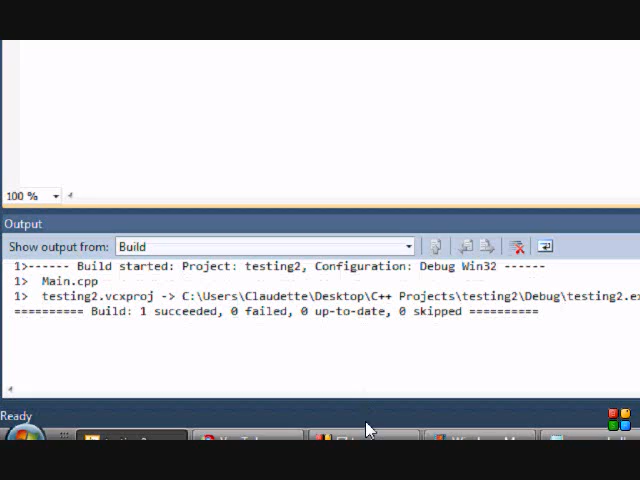 100 %
Output
Show output from: Build
1>------ Build started: Project: testing2, Configuration: Debug Win32 ------
1>  Main.cpp
1>  testing2.vcxproj -> C:\Users\Claudette\Desktop\C++ Projects\testing2\Debug\testing2.ex
========== Build: 1 succeeded, 0 failed, 0 up-to-date, 0 skipped ==========
Ready